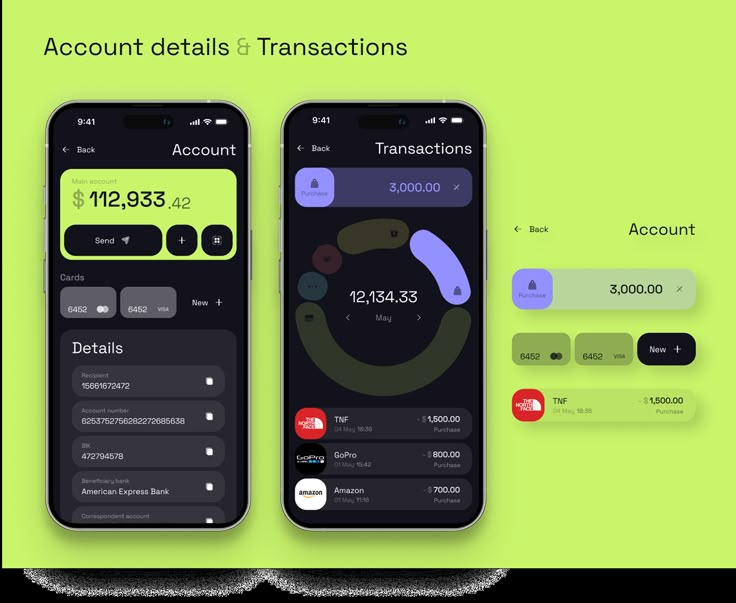 Account details & Transactions
9:41
← Back
Account
Main account
$ 112,933.42
Send
+
Cards
6452
6452 VISA
New +
Details
Recipient
15661672472
Account number
6253752756282272685638
BIK
472794578
Beneficiary bank
American Express Bank
Correspondent account
9:41
← Back
Transactions
Purchase
3,000.00
12,134.33
< May >
THE NORTH FACE
TNF
- $ 1,500.00
04 May 16:36
Purchase
GoPro
GoPro
- $ 800.00
01 May 15:42
Purchase
amazon
Amazon
- $ 700.00
01 May 11:16
Purchase
← Back
Account
Purchase
3,000.00
6452
6452 VISA
New +
THE NORTH FACE
TNF
- $ 1,500.00
04 May 16:36
Purchase